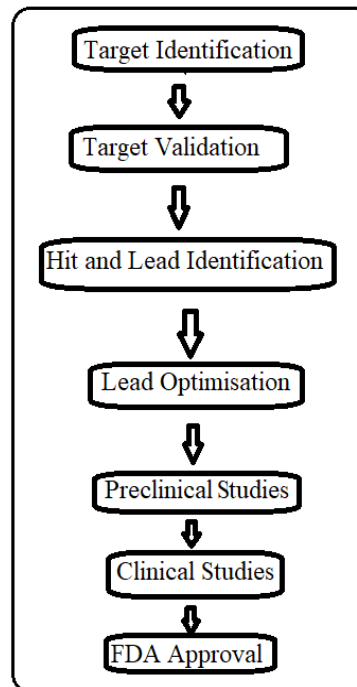 Target Identification
Target Validation
Hit and Lead Identification
Lead Optimisation
Preclinical Studies
Clinical Studies
FDA Approval